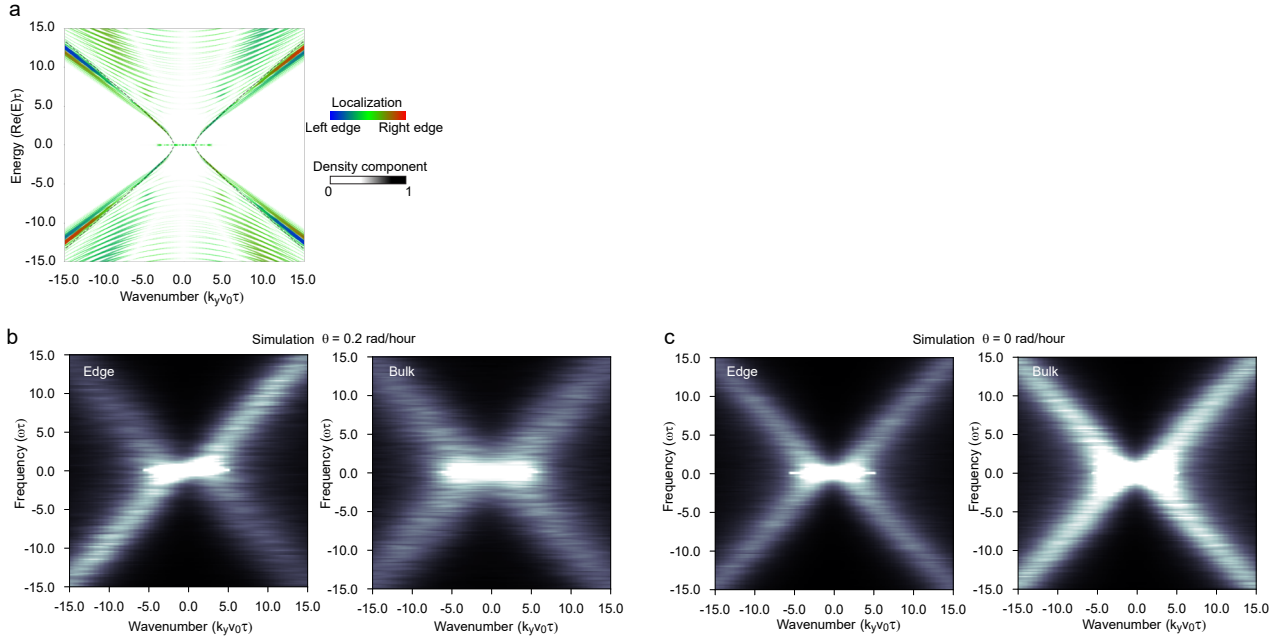 a
15.0
10.0
5.0
0.0
-5.0
-10.0
-15.0
Energy (Re(E)τ)
-15.0 -10.0 -5.0 0.0 5.0 10.0 15.0
Wavenumber (kyv0τ)
Localization
Left edge Right edge
Density component
0 1
b
Simulation θ = 0.2 rad/hour
Edge
15.0
10.0
5.0
0.0
-5.0
-10.0
-15.0
Frequency (ωτ)
-15.0 -10.0 -5.0 0.0 5.0 10.0 15.0
Wavenumber (kyv0τ)
Bulk
15.0
10.0
5.0
0.0
-5.0
-10.0
-15.0
Frequency (ωτ)
-15.0 -10.0 -5.0 0.0 5.0 10.0 15.0
Wavenumber (kyv0τ)
c
Simulation θ = 0 rad/hour
Edge
15.0
10.0
5.0
0.0
-5.0
-10.0
-15.0
Frequency (ωτ)
-15.0 -10.0 -5.0 0.0 5.0 10.0 15.0
Wavenumber (kyv0τ)
Bulk
15.0
10.0
5.0
0.0
-5.0
-10.0
-15.0
Frequency (ωτ)
-15.0 -10.0 -5.0 0.0 5.0 10.0 15.0
Wavenumber (kyv0τ)